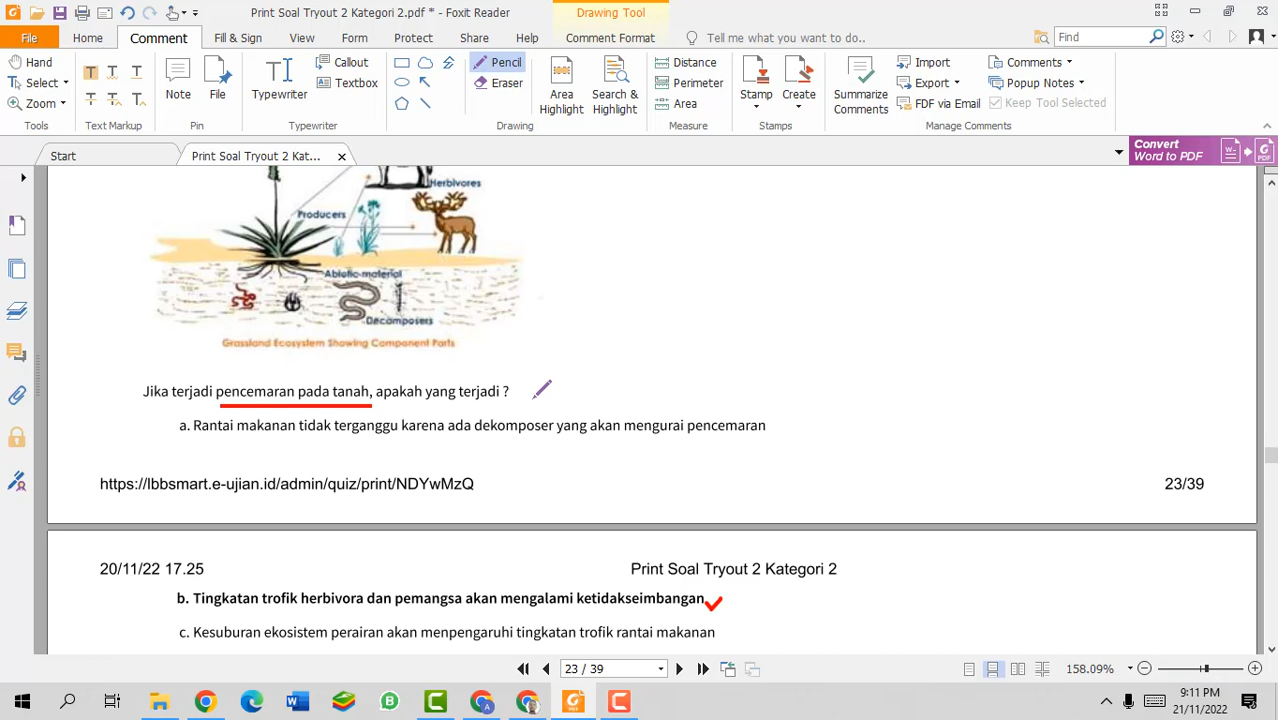 Print Soal Tryout 2 Kategori 2.pdf * - Foxit Reader
Drawing Tool
File
Home
Comment
Fill & Sign
View
Form
Protect
Share
Help
Comment Format
Tell me what you want to do..
Find
Hand
Select
Zoom
Tools
Text Markup
Note
File
Pin
Typewriter
Callout
Textbox
Typewriter
Pencil
Eraser
Drawing
Area Highlight
Search & Highlight
Distance
Perimeter
Area
Measure
Stamp
Create
Stamps
Summarize Comments
Import
Export
FDF via Email
Comments
Popup Notes
Keep Tool Selected
Manage Comments
Start
Print Soal Tryout 2 Kat...
Convert
Word to PDF
Herbivores
Producers
Abiotic material
Decomposers
Grassland Ecosystem Showing Component Parts
Jika terjadi pencemaran pada tanah, apakah yang terjadi ?
a. Rantai makanan tidak terganggu karena ada dekomposer yang akan mengurai pencemaran
https://lbbsmart.e-ujian.id/admin/quiz/print/NDYwMzQ
23/39
20/11/22 17.25
Print Soal Tryout 2 Kategori 2
b. Tingkatan trofik herbivora dan pemangsa akan mengalami ketidakseimbangan
c. Kesuburan ekosistem perairan akan menpengaruhi tingkatan trofik rantai makanan
23 / 39
158.09%
9:11 PM
21/11/2022